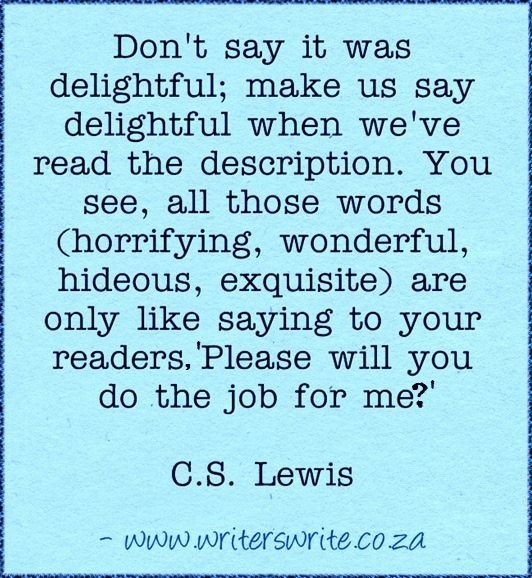 Don't say it was
delightful; make us say
delightful when we've
read the description. You
see, all those words
(horrifying, wonderful,
hideous, exquisite) are
only like saying to your
readers,'Please will you
do the job for me?'
C.S. Lewis
- www.writerswrite.co.za